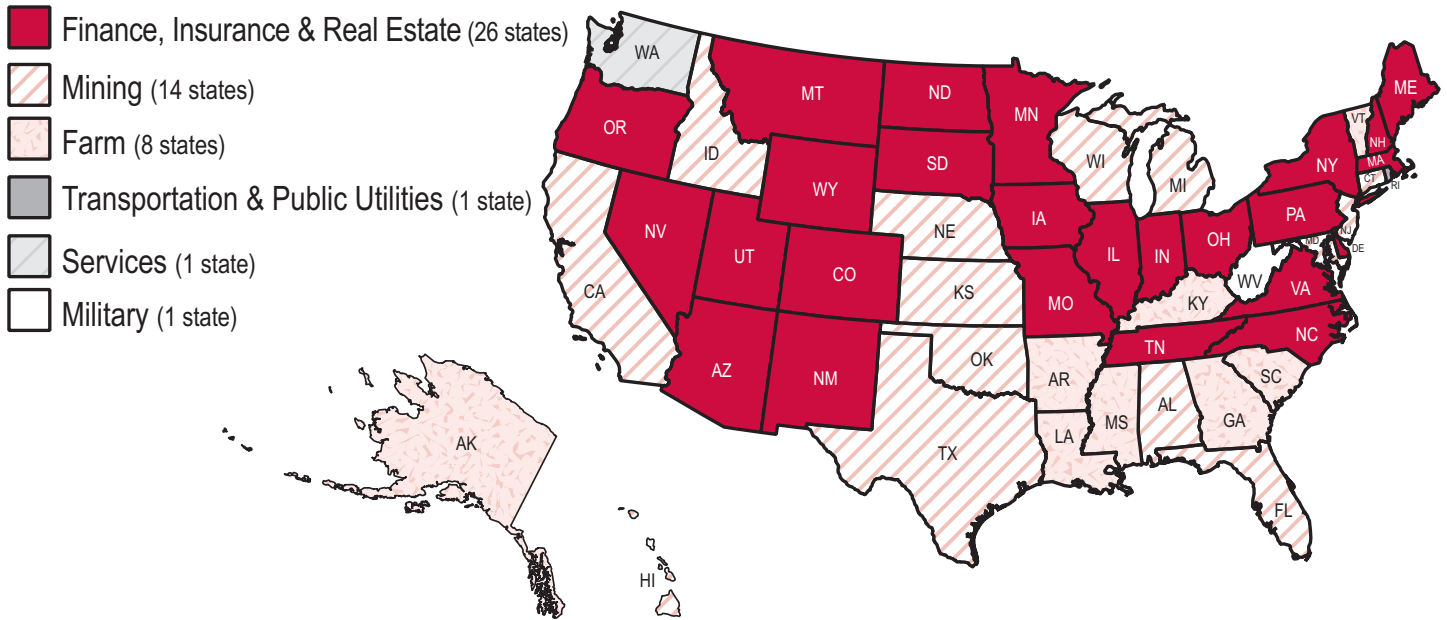 Finance, Insurance & Real Estate (26 states)
Mining (14 states)
Farm (8 states)
Transportation & Public Utilities (1 state)
Services (1 state)
Military (1 state)
WA
OR
CA
ID
NV
MT
WY
UT
AZ
CO
NM
ND
SD
NE
KS
OK
TX
MN
IA
MO
AR
LA
WI
IL
MI
IN
OH
KY
TN
MS
AL
GA
FL
SC
NC
VA
WV
MD
DE
PA
NJ
NY
CT
RI
MA
VT
NH
ME
AK
HI